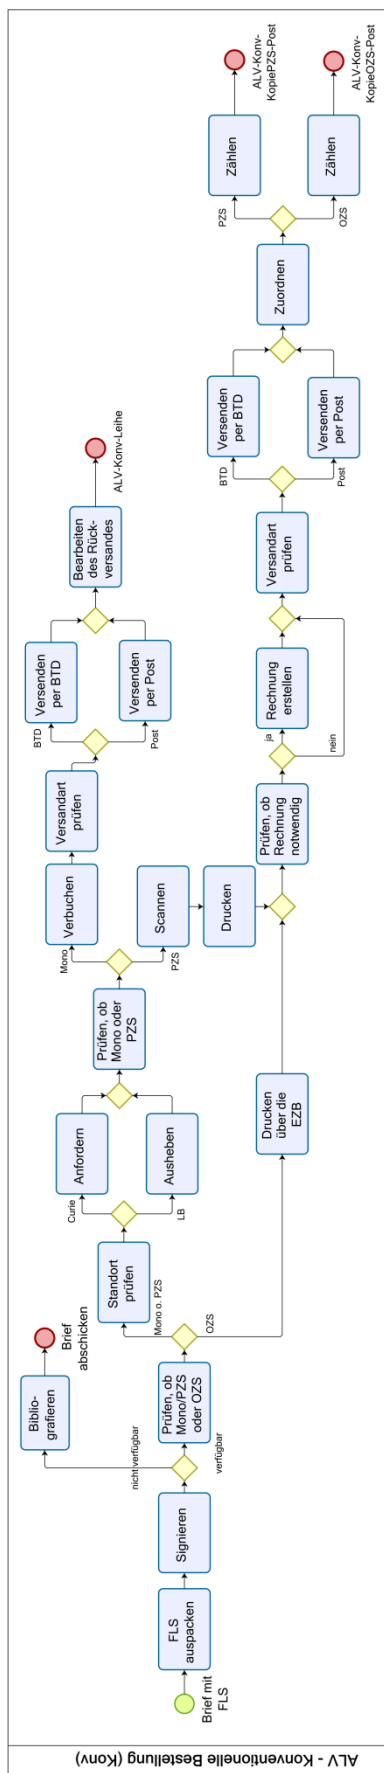 ALV - Konventionelle Bestellung (Konv)
Brief mit
FLS
FLS
auspacken
Signieren
nicht verfügbar
verfügbar
Biblio-
grafieren
Brief
abschicken
Prüfen, ob
Mono/PZS
oder OZS
Mono o. PZS
OZS
Standort
prüfen
Curie
LB
Anfordern
Ausheben
Prüfen, ob
Mono oder
PZS
Mono
PZS
Verbuchen
Versandart
prüfen
BTD
Post
Versenden
per BTD
Versenden
per Post
Bearbeiten
des Rück-
versandes
ALV-Konv-Leihe
Scannen
Drucken
Drucken
über die
EZB
Prüfen, ob
Rechnung
notwendig
ja
nein
Rechnung
erstellen
Versandart
prüfen
BTD
Post
Versenden
per BTD
Versenden
per Post
Zuordnen
PZS
OZS
Zählen
ALV-Konv-
KopiePZS-Post
Zählen
ALV-Konv-
KopieOZS-Post